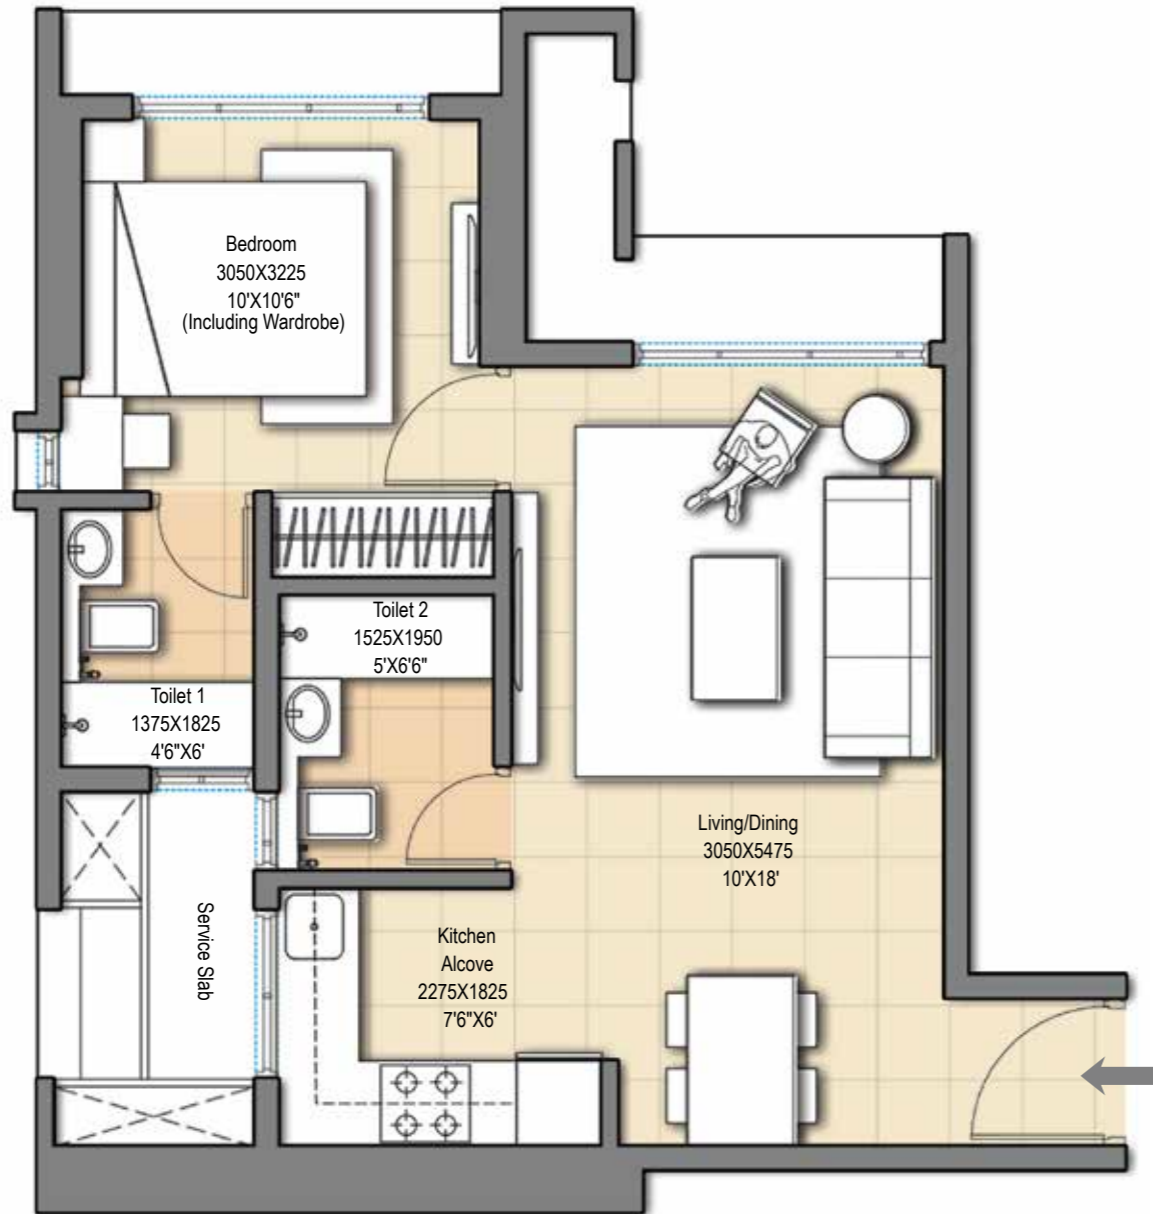 Bedroom
3050X3225
10'X10'6"
(Including Wardrobe)
Toilet 2
1525X1950
5'X6'6"
Toilet 1
1375X1825
4'6"X6'
Living/Dining
3050X5475
10'X18'
Service Slab
Kitchen
Alcove
2275X1825
7'6"X6'